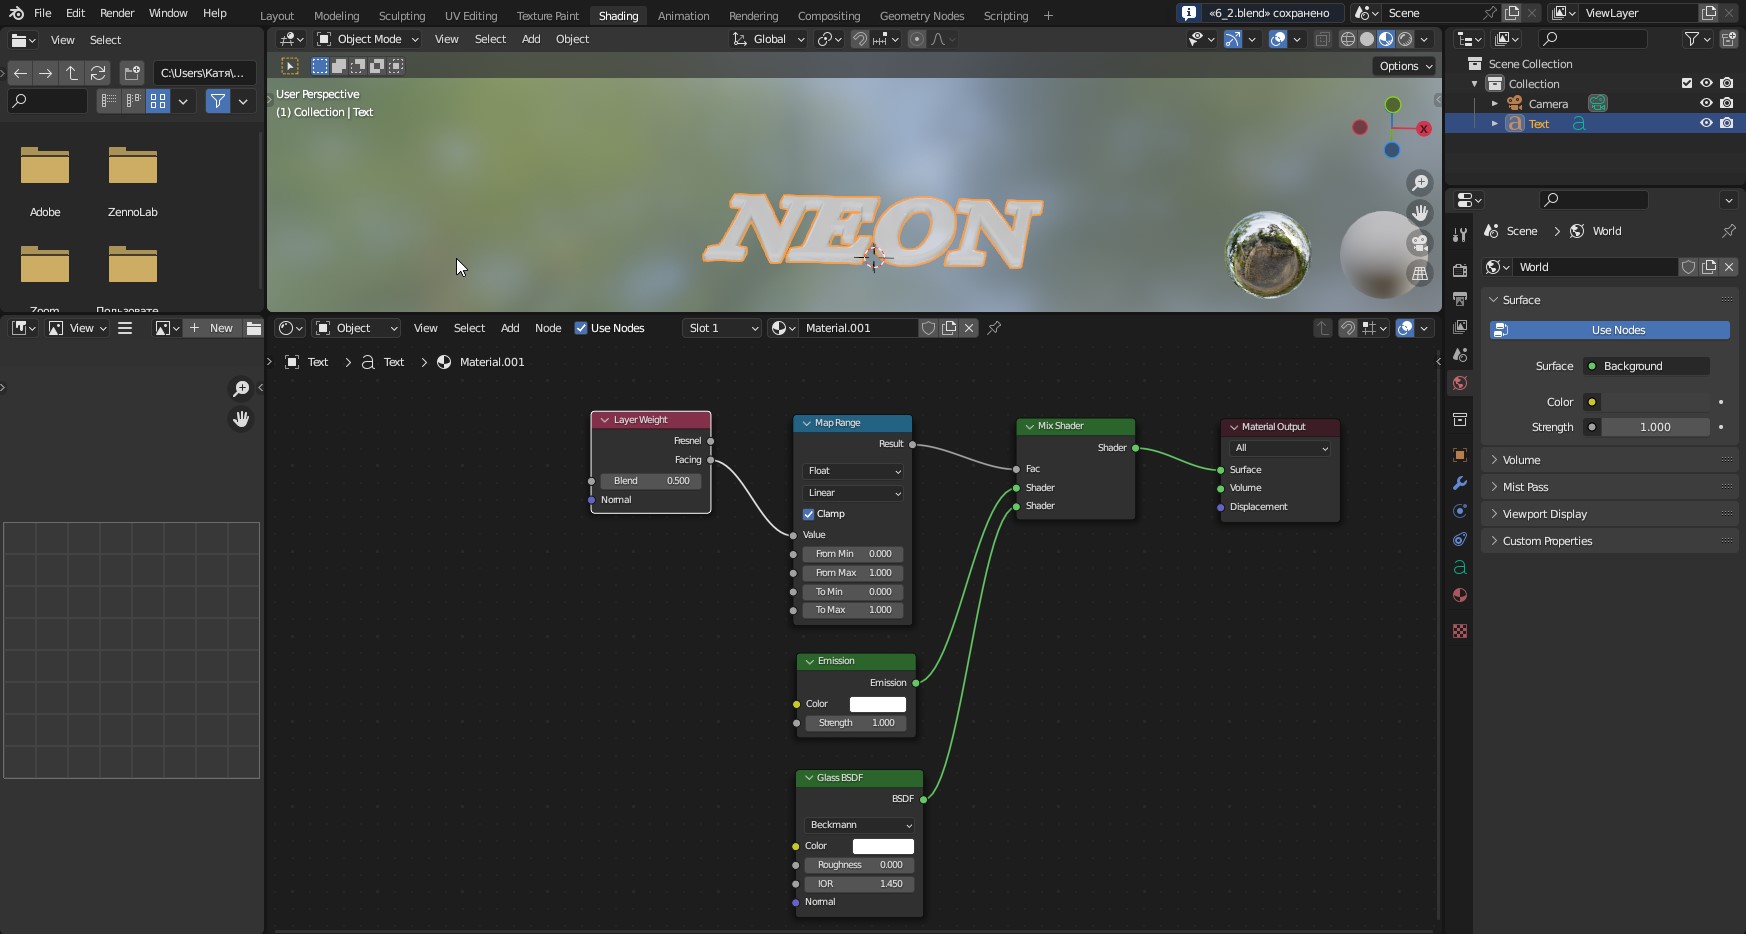 File Edit Render Window Help Layout Modeling Sculpting UV Editing Texture Paint Shading Animation Rendering Compositing Geometry Nodes Scripting + «6_2.blend» сохранено Scene ViewLayer
View Select
Object Mode View Select Add Object Global
C:\Users\Катя\...
Options
User Perspective
(1) Collection | Text
NEON
X
Adobe ZennoLab
Zoom Пользовате
Scene Collection
Collection
Camera
Text
Scene > World
World
Surface
Use Nodes
Surface Background
Color
Strength 1.000
Volume
Mist Pass
Viewport Display
Custom Properties
View + New
Object View Select Add Node Use Nodes Slot 1 Material.001
Text > Text > Material.001
Layer Weight
Fresnel
Facing
Blend 0.500
Normal
Map Range
Result
Float
Linear
Clamp
Value
From Min 0.000
From Max 1.000
To Min 0.000
To Max 1.000
Mix Shader
Shader
Fac
Shader
Shader
Material Output
All
Surface
Volume
Displacement
Emission
Emission
Color
Strength 1.000
Glass BSDF
BSDF
Beckmann
Color
Roughness 0.000
IOR 1.450
Normal